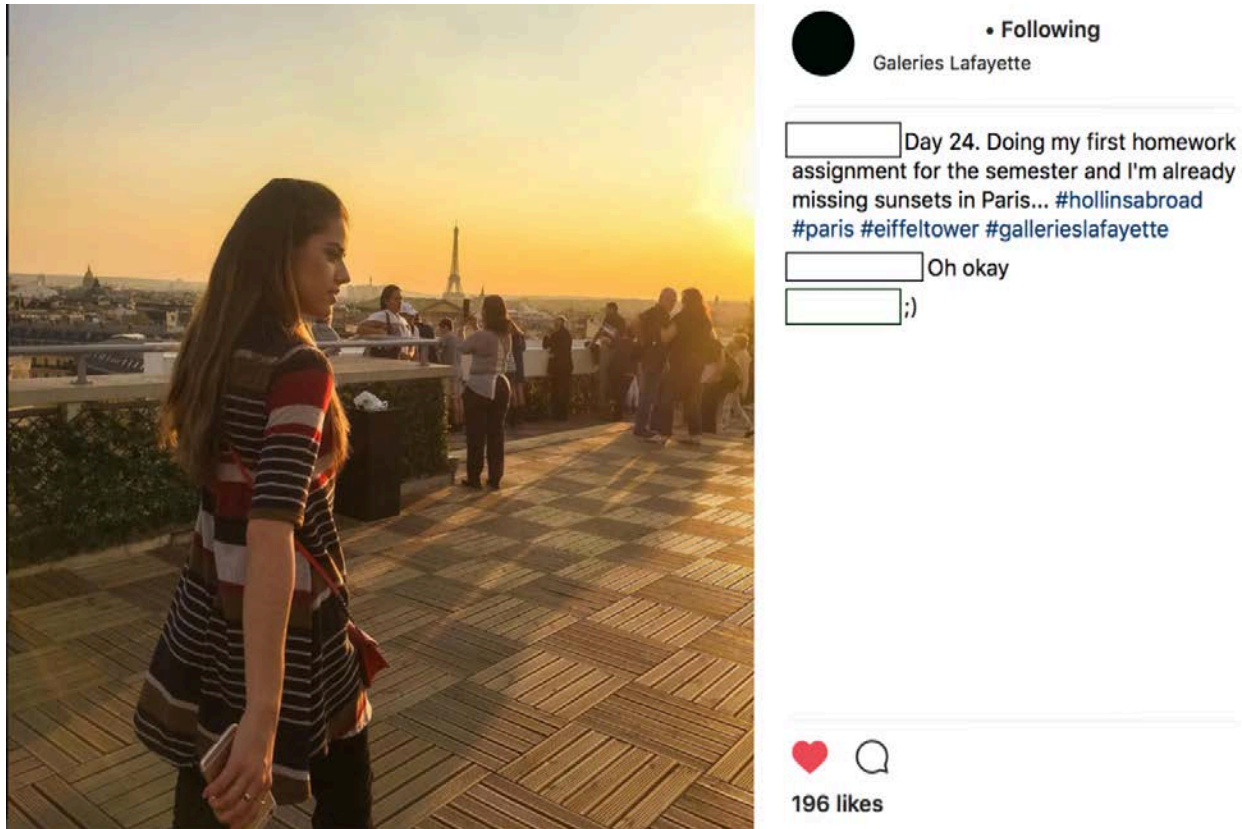 • Following
Galeries Lafayette
Day 24. Doing my first homework
assignment for the semester and I'm already
missing sunsets in Paris... #hollinsabroad
#paris #eiffeltower #gallerieslafayette
Oh okay
;)
196 likes